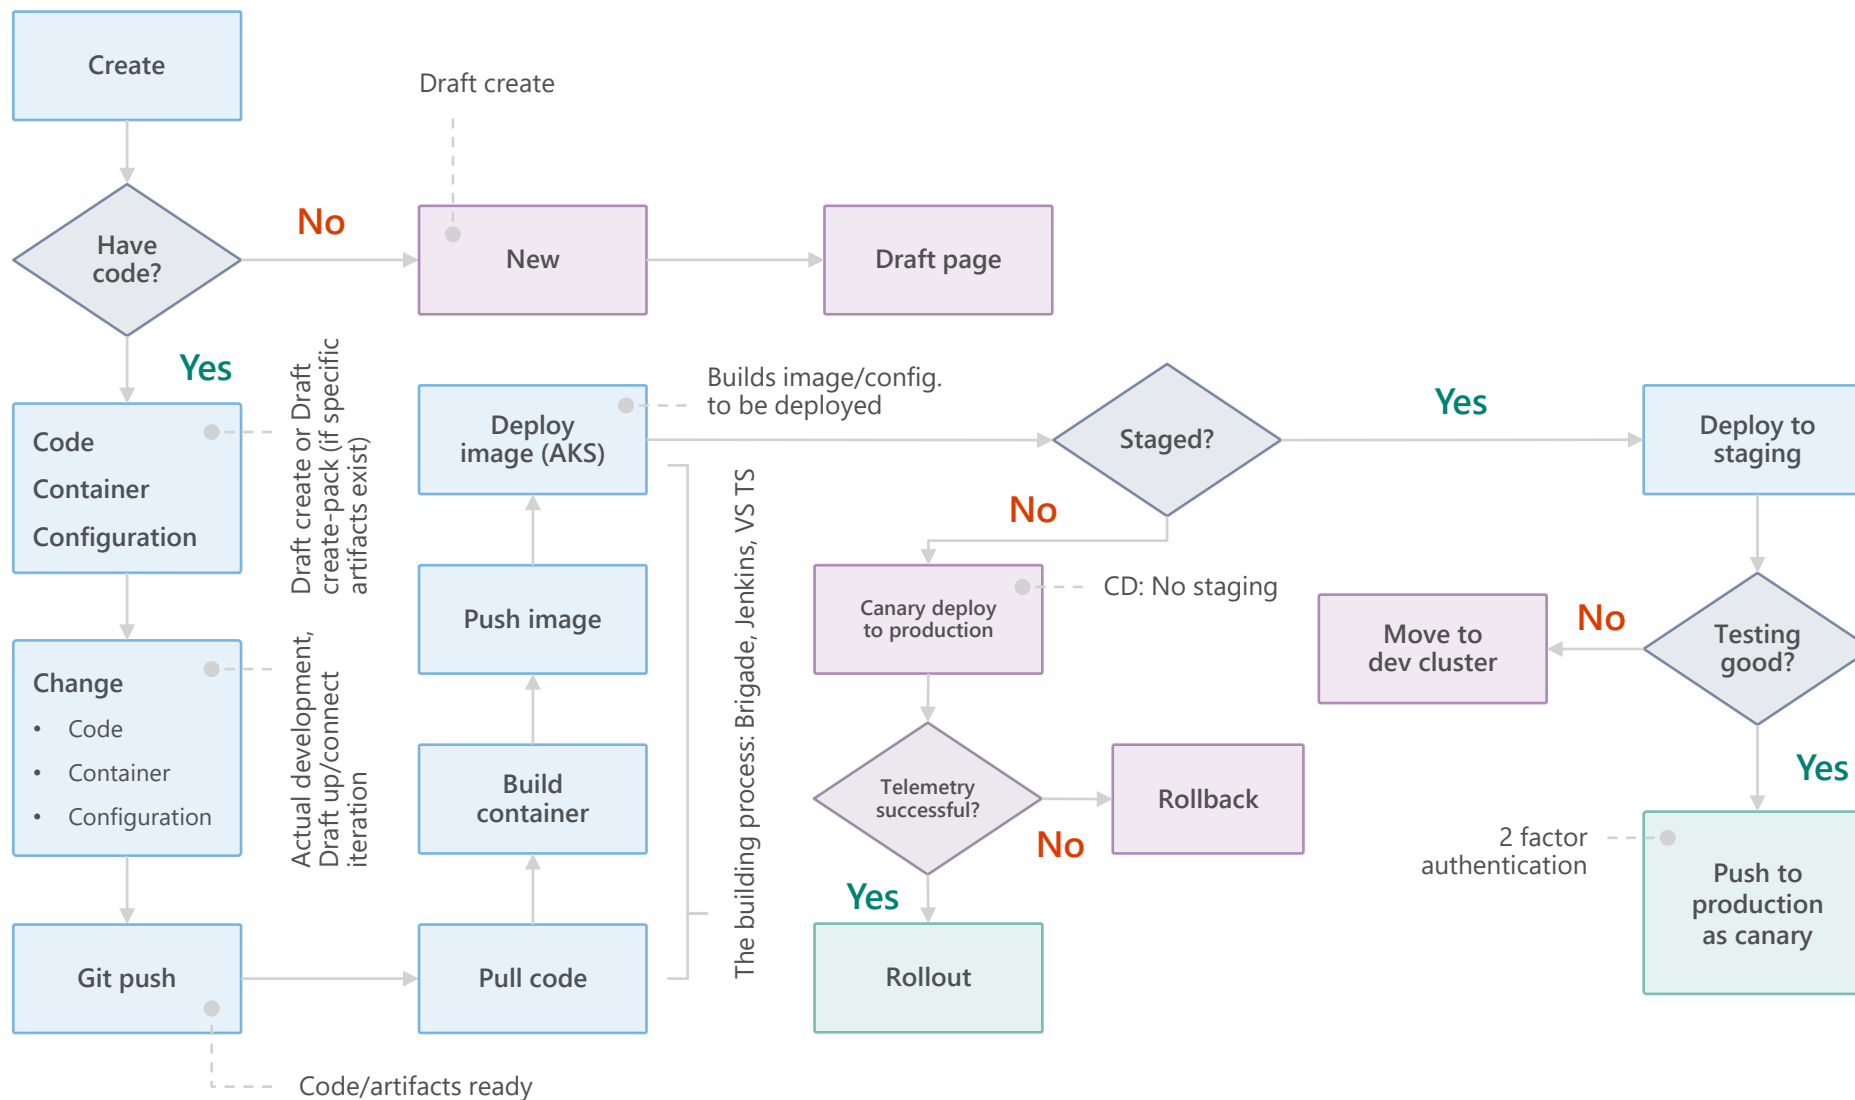 Create
Draft create
Have
code?
No
New
Draft page
Yes
Code
Container
Configuration
Draft create or Draft
create-pack (if specific
artifacts exist)
Change
• Code
• Container
• Configuration
Actual development,
Draft up/connect
iteration
Git push
Code/artifacts ready
Pull code
Build
container
Push image
Deploy
image (AKS)
Builds image/config.
to be deployed
The building process: Brigade, Jenkins, VS TS
Staged?
No
Canary deploy
to production
CD: No staging
Telemetry
successful?
No
Rollback
Yes
Rollout
Yes
Deploy to
staging
Testing
good?
No
Move to
dev cluster
Yes
2 factor
authentication
Push to
production
as canary